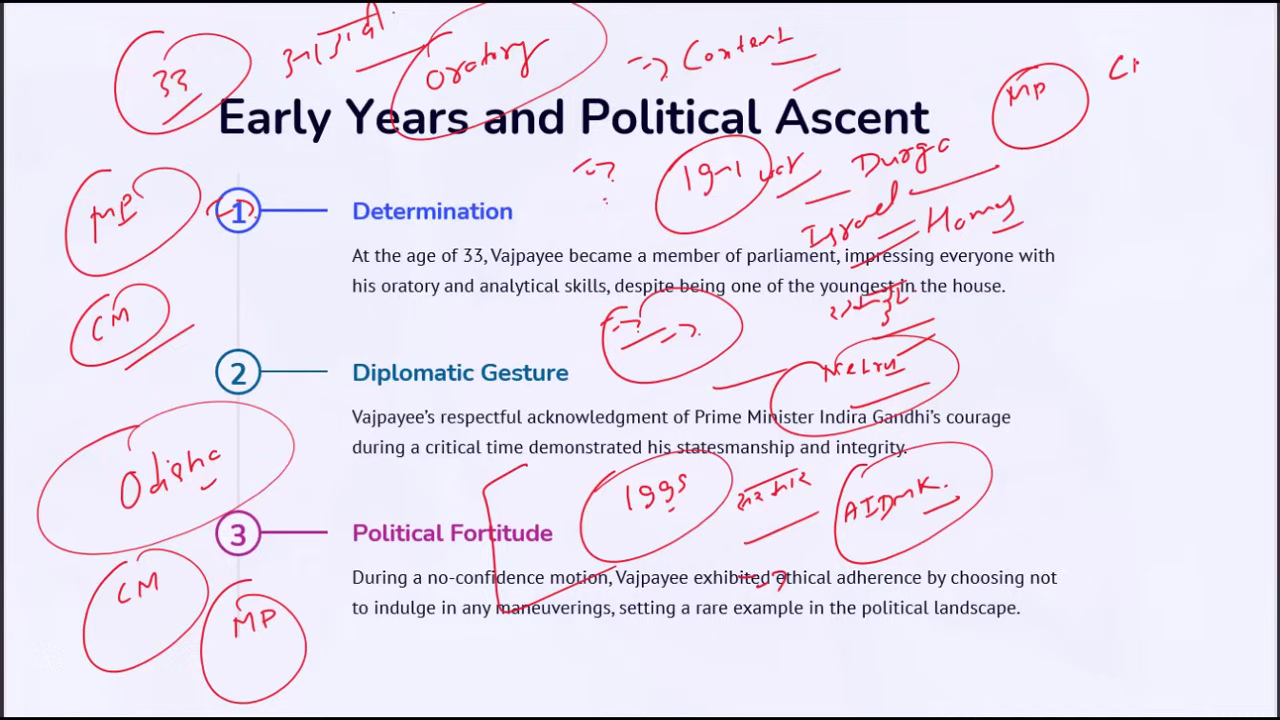 33
Oratory
=> Content
MP
Early Years and Political Ascent
war
Durga
MP
1
Determination
Israel
Hamas
At the age of 33, Vajpayee became a member of parliament, impressing everyone with
his oratory and analytical skills, despite being one of the youngest in the house.
CM
2
Diplomatic Gesture
Nehru
Vajpayee's respectful acknowledgment of Prime Minister Indira Gandhi's courage
during a critical time demonstrated his statesmanship and integrity.
Odisha
AIDMK.
3
Political Fortitude
During a no-confidence motion, Vajpayee exhibited ethical adherence by choosing not
to indulge in any maneuverings, setting a rare example in the political landscape.
CM
MP